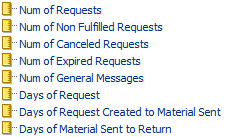 Num of Requests
Num of Non Fulfilled Requests
Num of Canceled Requests
Num of Expired Requests
Num of General Messages
Days of Request
Days of Request Created to Material Sent
Days of Material Sent to Return